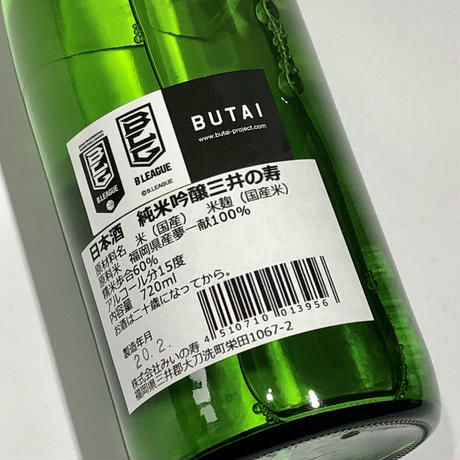 B.LEAGUE
B.LEAGUE
©B.LEAGUE
BUTAI
www.butai-project.com
日本酒 純米吟醸三井の寿
原材料名 米（国産） 米麹（国産米）
原料米 福岡県産夢一献100%
精米歩合60%
アルコール分15度
内容量 720ml
お酒は二十歳になってから。
4 510710 013956
製造年月
20.2.
株式会社みいの寿
福岡県三井郡大刀洗町栄田1067-2